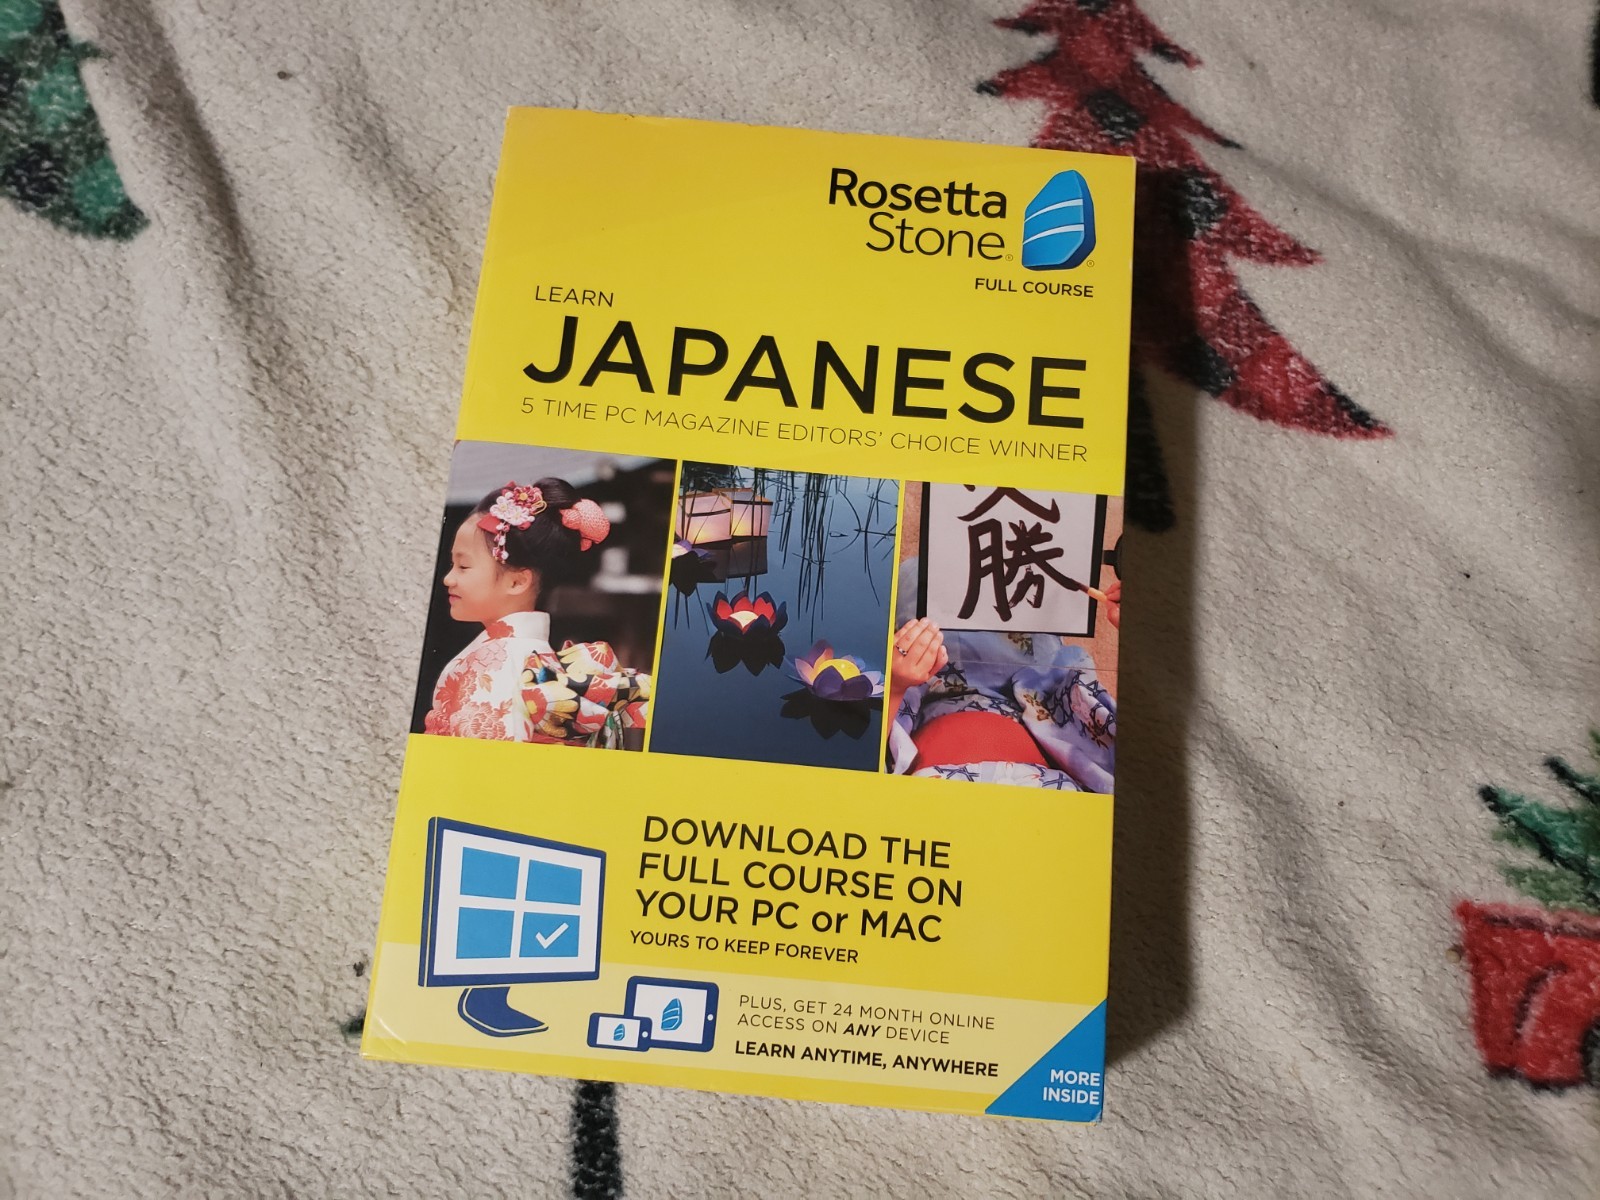 Rosetta
Stone®
®
FULL COURSE
LEARN
JAPANESE
5 TIME PC MAGAZINE EDITORS' CHOICE WINNER
勝
DOWNLOAD THE
FULL COURSE ON
YOUR PC or MAC
YOURS TO KEEP FOREVER
PLUS, GET 24 MONTH ONLINE
ACCESS ON ANY DEVICE
LEARN ANYTIME, ANYWHERE
MORE
INSIDE